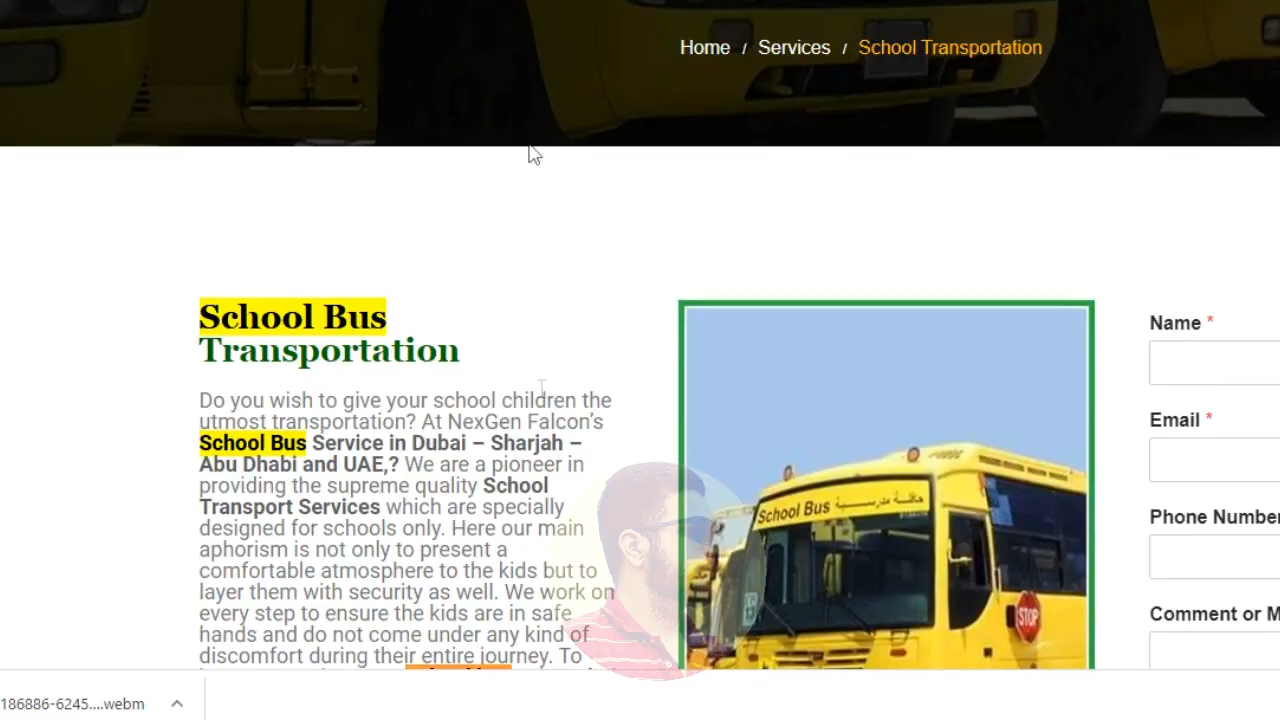 Home / Services / School Transportation
School Bus
Transportation
Do you wish to give your school children the
utmost transportation? At NexGen Falcon’s
School Bus Service in Dubai – Sharjah –
Abu Dhabi and UAE,? We are a pioneer in
providing the supreme quality School
Transport Services which are specially
designed for schools only. Here our main
aphorism is not only to present a
comfortable atmosphere to the kids but to
layer them with security as well. We work on
every step to ensure the kids are in safe
hands and do not come under any kind of
discomfort during their entire journey. To
School Bus حافلة مدرسية
STOP
Name *
Email *
Phone Number
Comment or M
186886-6245....webm